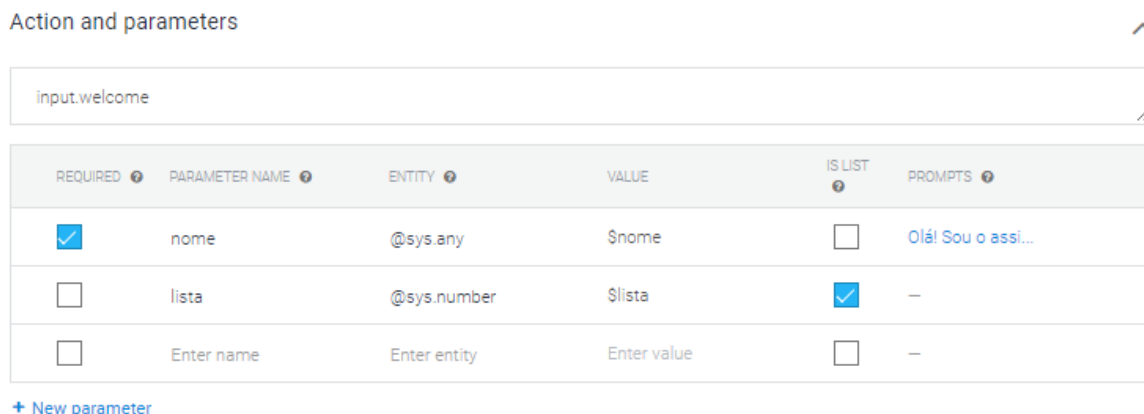 Action and parameters
input.welcome
REQUIRED PARAMETER NAME ENTITY VALUE IS LIST PROMPTS
nome @sys.any $nome Olá! Sou o assi...
lista @sys.number $lista —
Enter name Enter entity Enter value —
+ New parameter